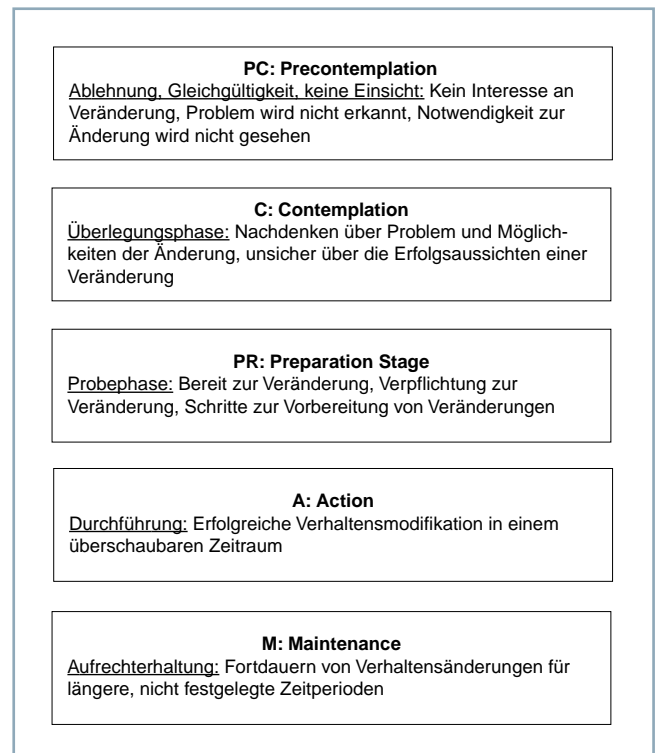 PC: Precontemplation
Ablehnung, Gleichgültigkeit, keine Einsicht: Kein Interesse an
Veränderung, Problem wird nicht erkannt, Notwendigkeit zur
Änderung wird nicht gesehen
C: Contemplation
Überlegungsphase: Nachdenken über Problem und Möglich-
keiten der Änderung, unsicher über die Erfolgsaussichten einer
Veränderung
PR: Preparation Stage
Probephase: Bereit zur Veränderung, Verpflichtung zur
Veränderung, Schritte zur Vorbereitung von Veränderungen
A: Action
Durchführung: Erfolgreiche Verhaltensmodifikation in einem
überschaubaren Zeitraum
M: Maintenance
Aufrechterhaltung: Fortdauern von Verhaltensänderungen für
längere, nicht festgelegte Zeitperioden